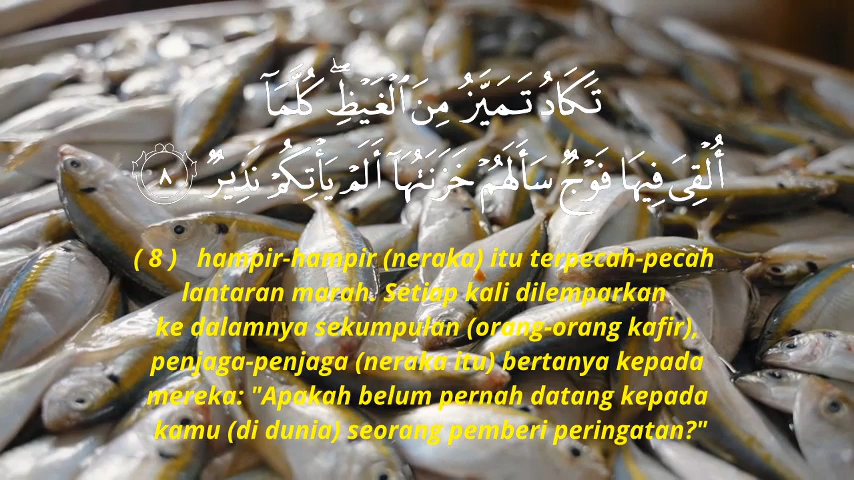 تَكَادُ تَمَيَّزُ مِنَ ٱلْغَيْظِۖ كُلَّمَآ
أُلْقِىَ فِيهَا فَوْجٌ سَأَلَهُمْ خَزَنَتُهَآ أَلَمْ يَأْتِكُمْ نَذِيرٌ ٨
( 8 ) hampir-hampir (neraka) itu terpecah-pecah
lantaran marah. Setiap kali dilemparkan
ke dalamnya sekumpulan (orang-orang kafir),
penjaga-penjaga (neraka itu) bertanya kepada
mereka: "Apakah belum pernah datang kepada
kamu (di dunia) seorang pemberi peringatan?"